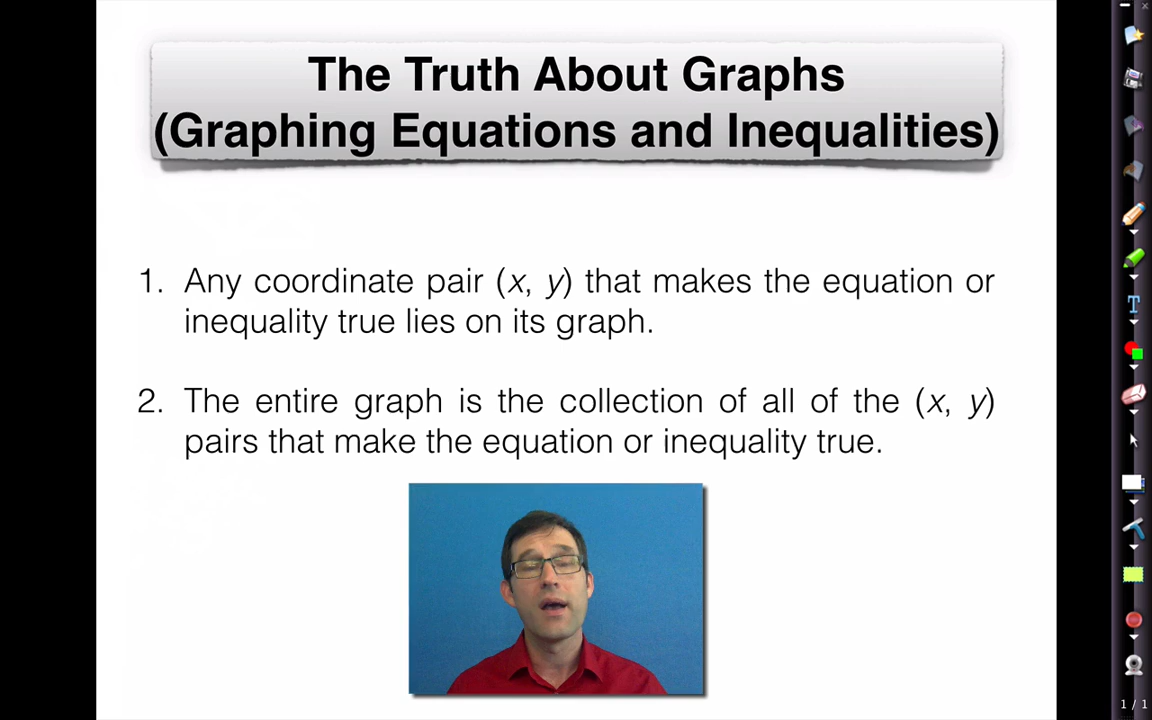 The Truth About Graphs
(Graphing Equations and Inequalities)
1. Any coordinate pair (x, y) that makes the equation or
inequality true lies on its graph.
2. The entire graph is the collection of all of the (x, y)
pairs that make the equation or inequality true.
T
1 / 1